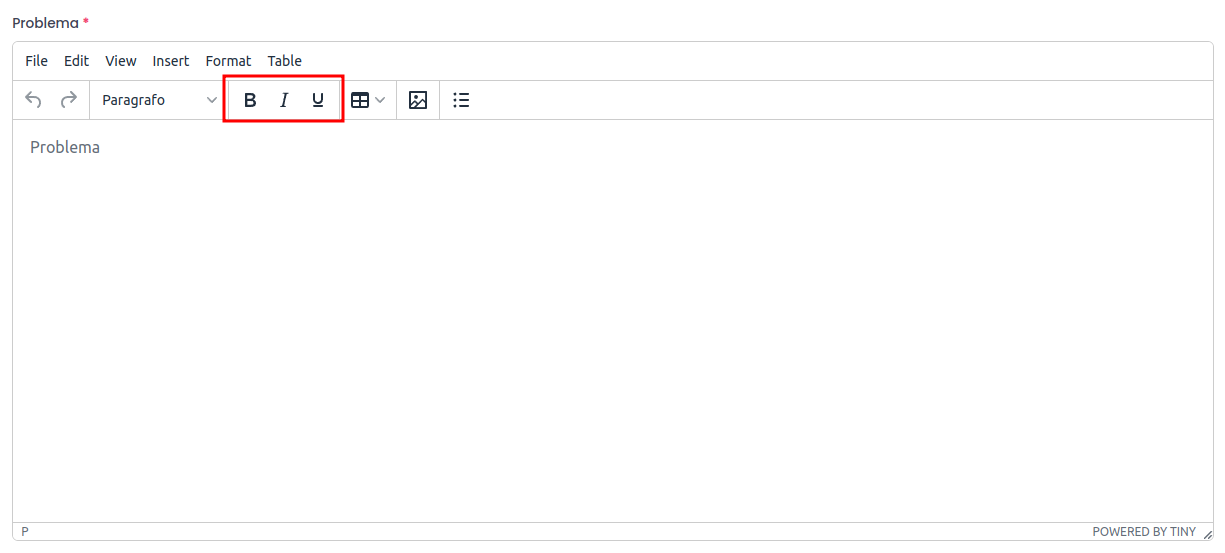 Problema *
File Edit View Insert Format Table
Paragrafo B I U
Problema
P POWERED BY TINY